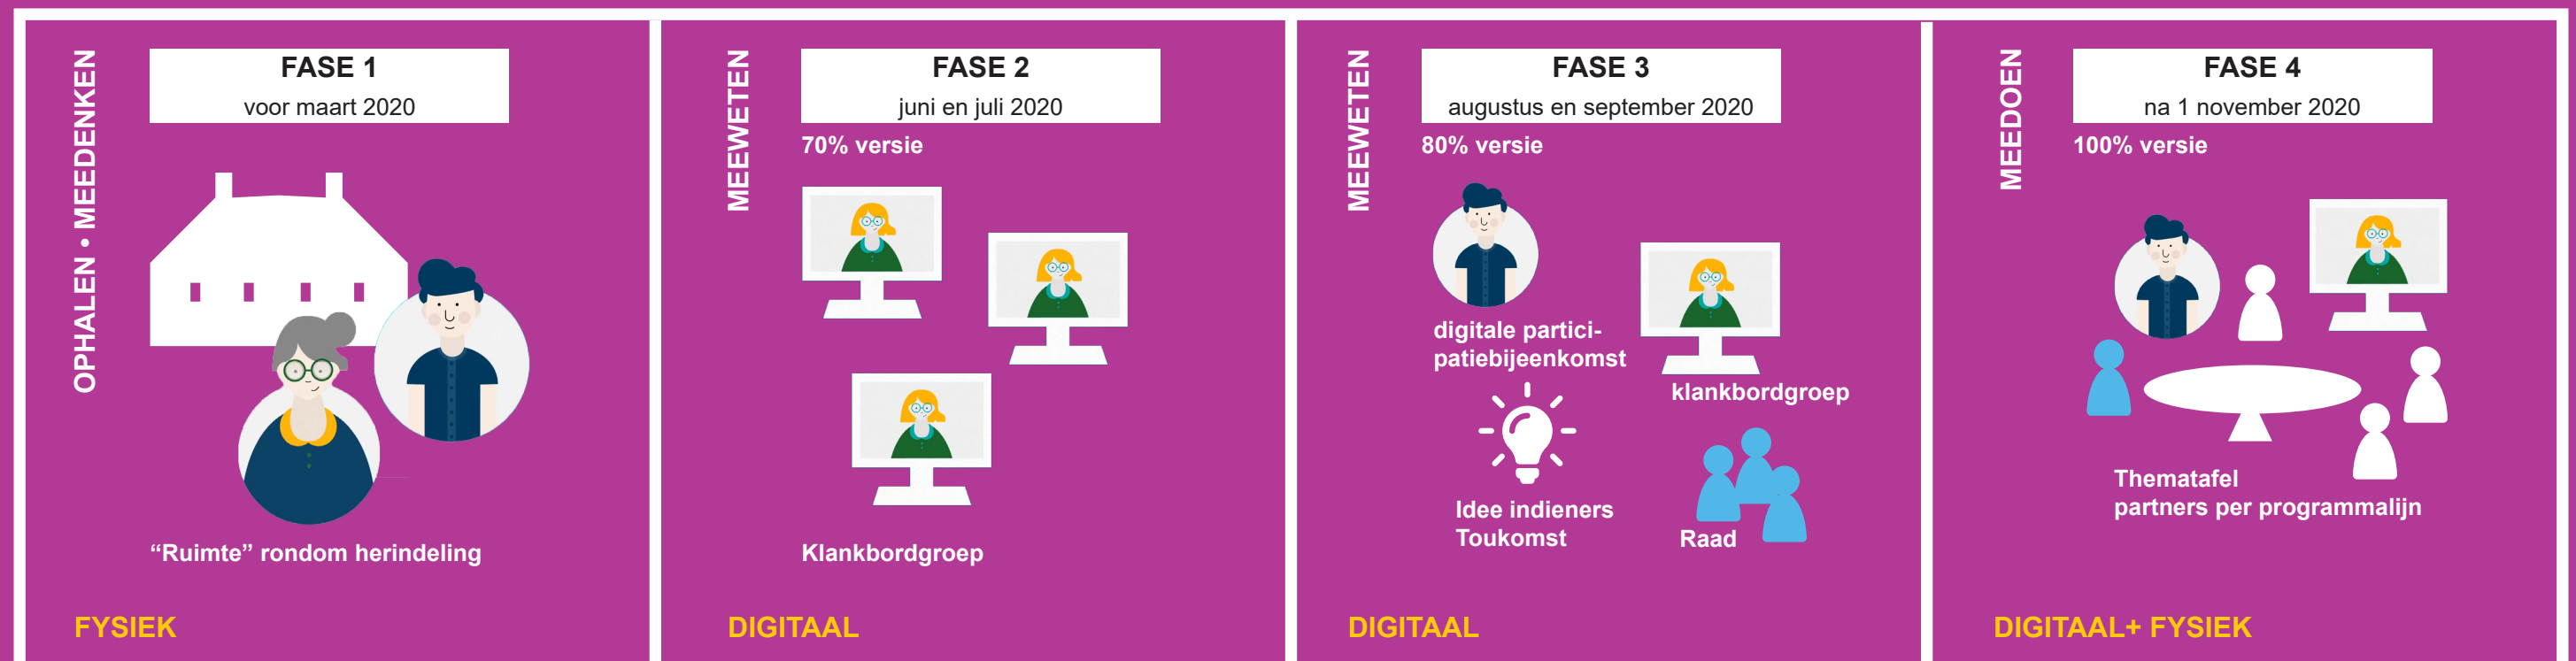 OPHALEN • MEEDENKEN
FASE 1
voor maart 2020
“Ruimte” rondom herindeling
FYSIEK
MEEWETEN
FASE 2
juni en juli 2020
70% versie
Klankbordgroep
DIGITAAL
MEEWETEN
FASE 3
augustus en september 2020
80% versie
digitale partici-
patiebijeenkomst
klankbordgroep
Idee indieners
Toukomst
Raad
DIGITAAL
MEEDOEN
FASE 4
na 1 november 2020
100% versie
Thematafel
partners per programmalijn
DIGITAAL+ FYSIEK